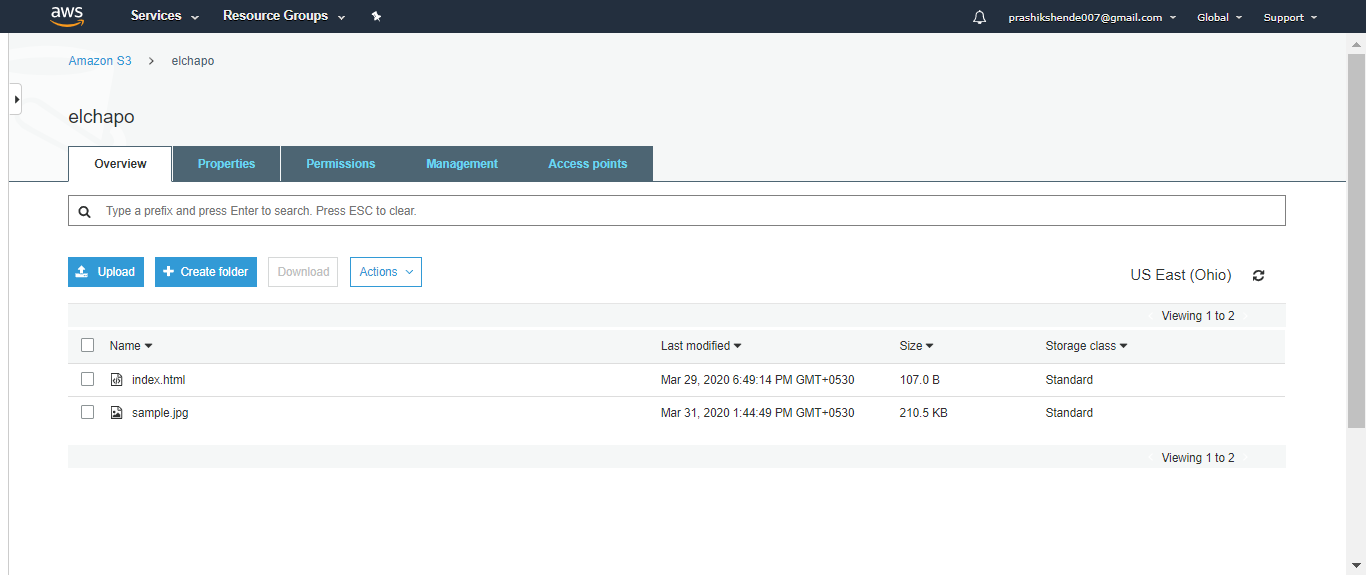 aws Services Resource Groups prashikshende007@gmail.com Global Support
Amazon S3 > elchapo
elchapo
Overview Properties Permissions Management Access points
Type a prefix and press Enter to search. Press ESC to clear.
Upload Create folder Download Actions US East (Ohio)
Viewing 1 to 2
Name Last modified Size Storage class
index.html Mar 29, 2020 6:49:14 PM GMT+0530 107.0 B Standard
sample.jpg Mar 31, 2020 1:44:49 PM GMT+0530 210.5 KB Standard
Viewing 1 to 2